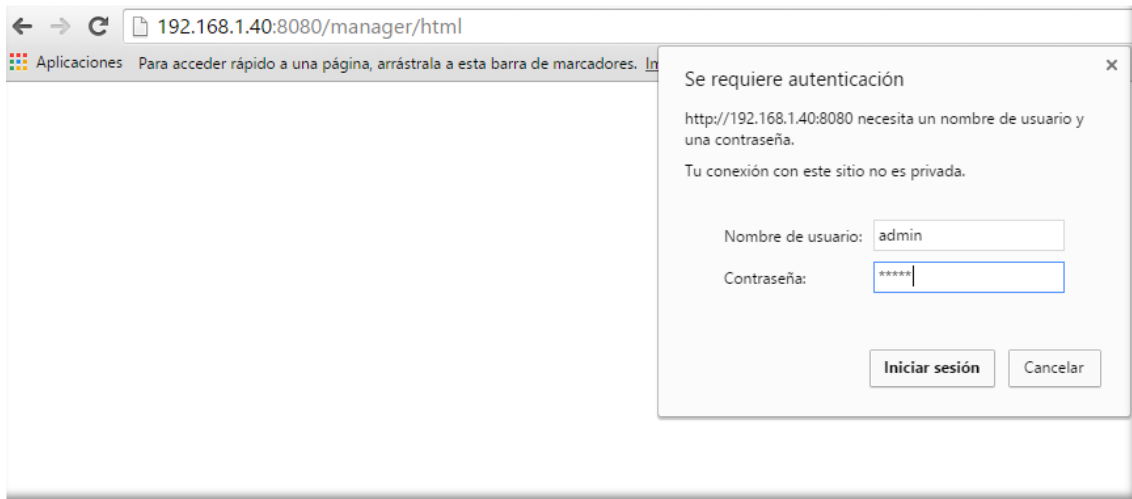 192.168.1.40:8080/manager/html
Aplicaciones Para acceder rápido a una página, arrástrala a esta barra de marcadores.
Se requiere autenticación
http://192.168.1.40:8080 necesita un nombre de usuario y
una contraseña.
Tu conexión con este sitio no es privada.
Nombre de usuario: admin
Contraseña: *****
Iniciar sesión Cancelar